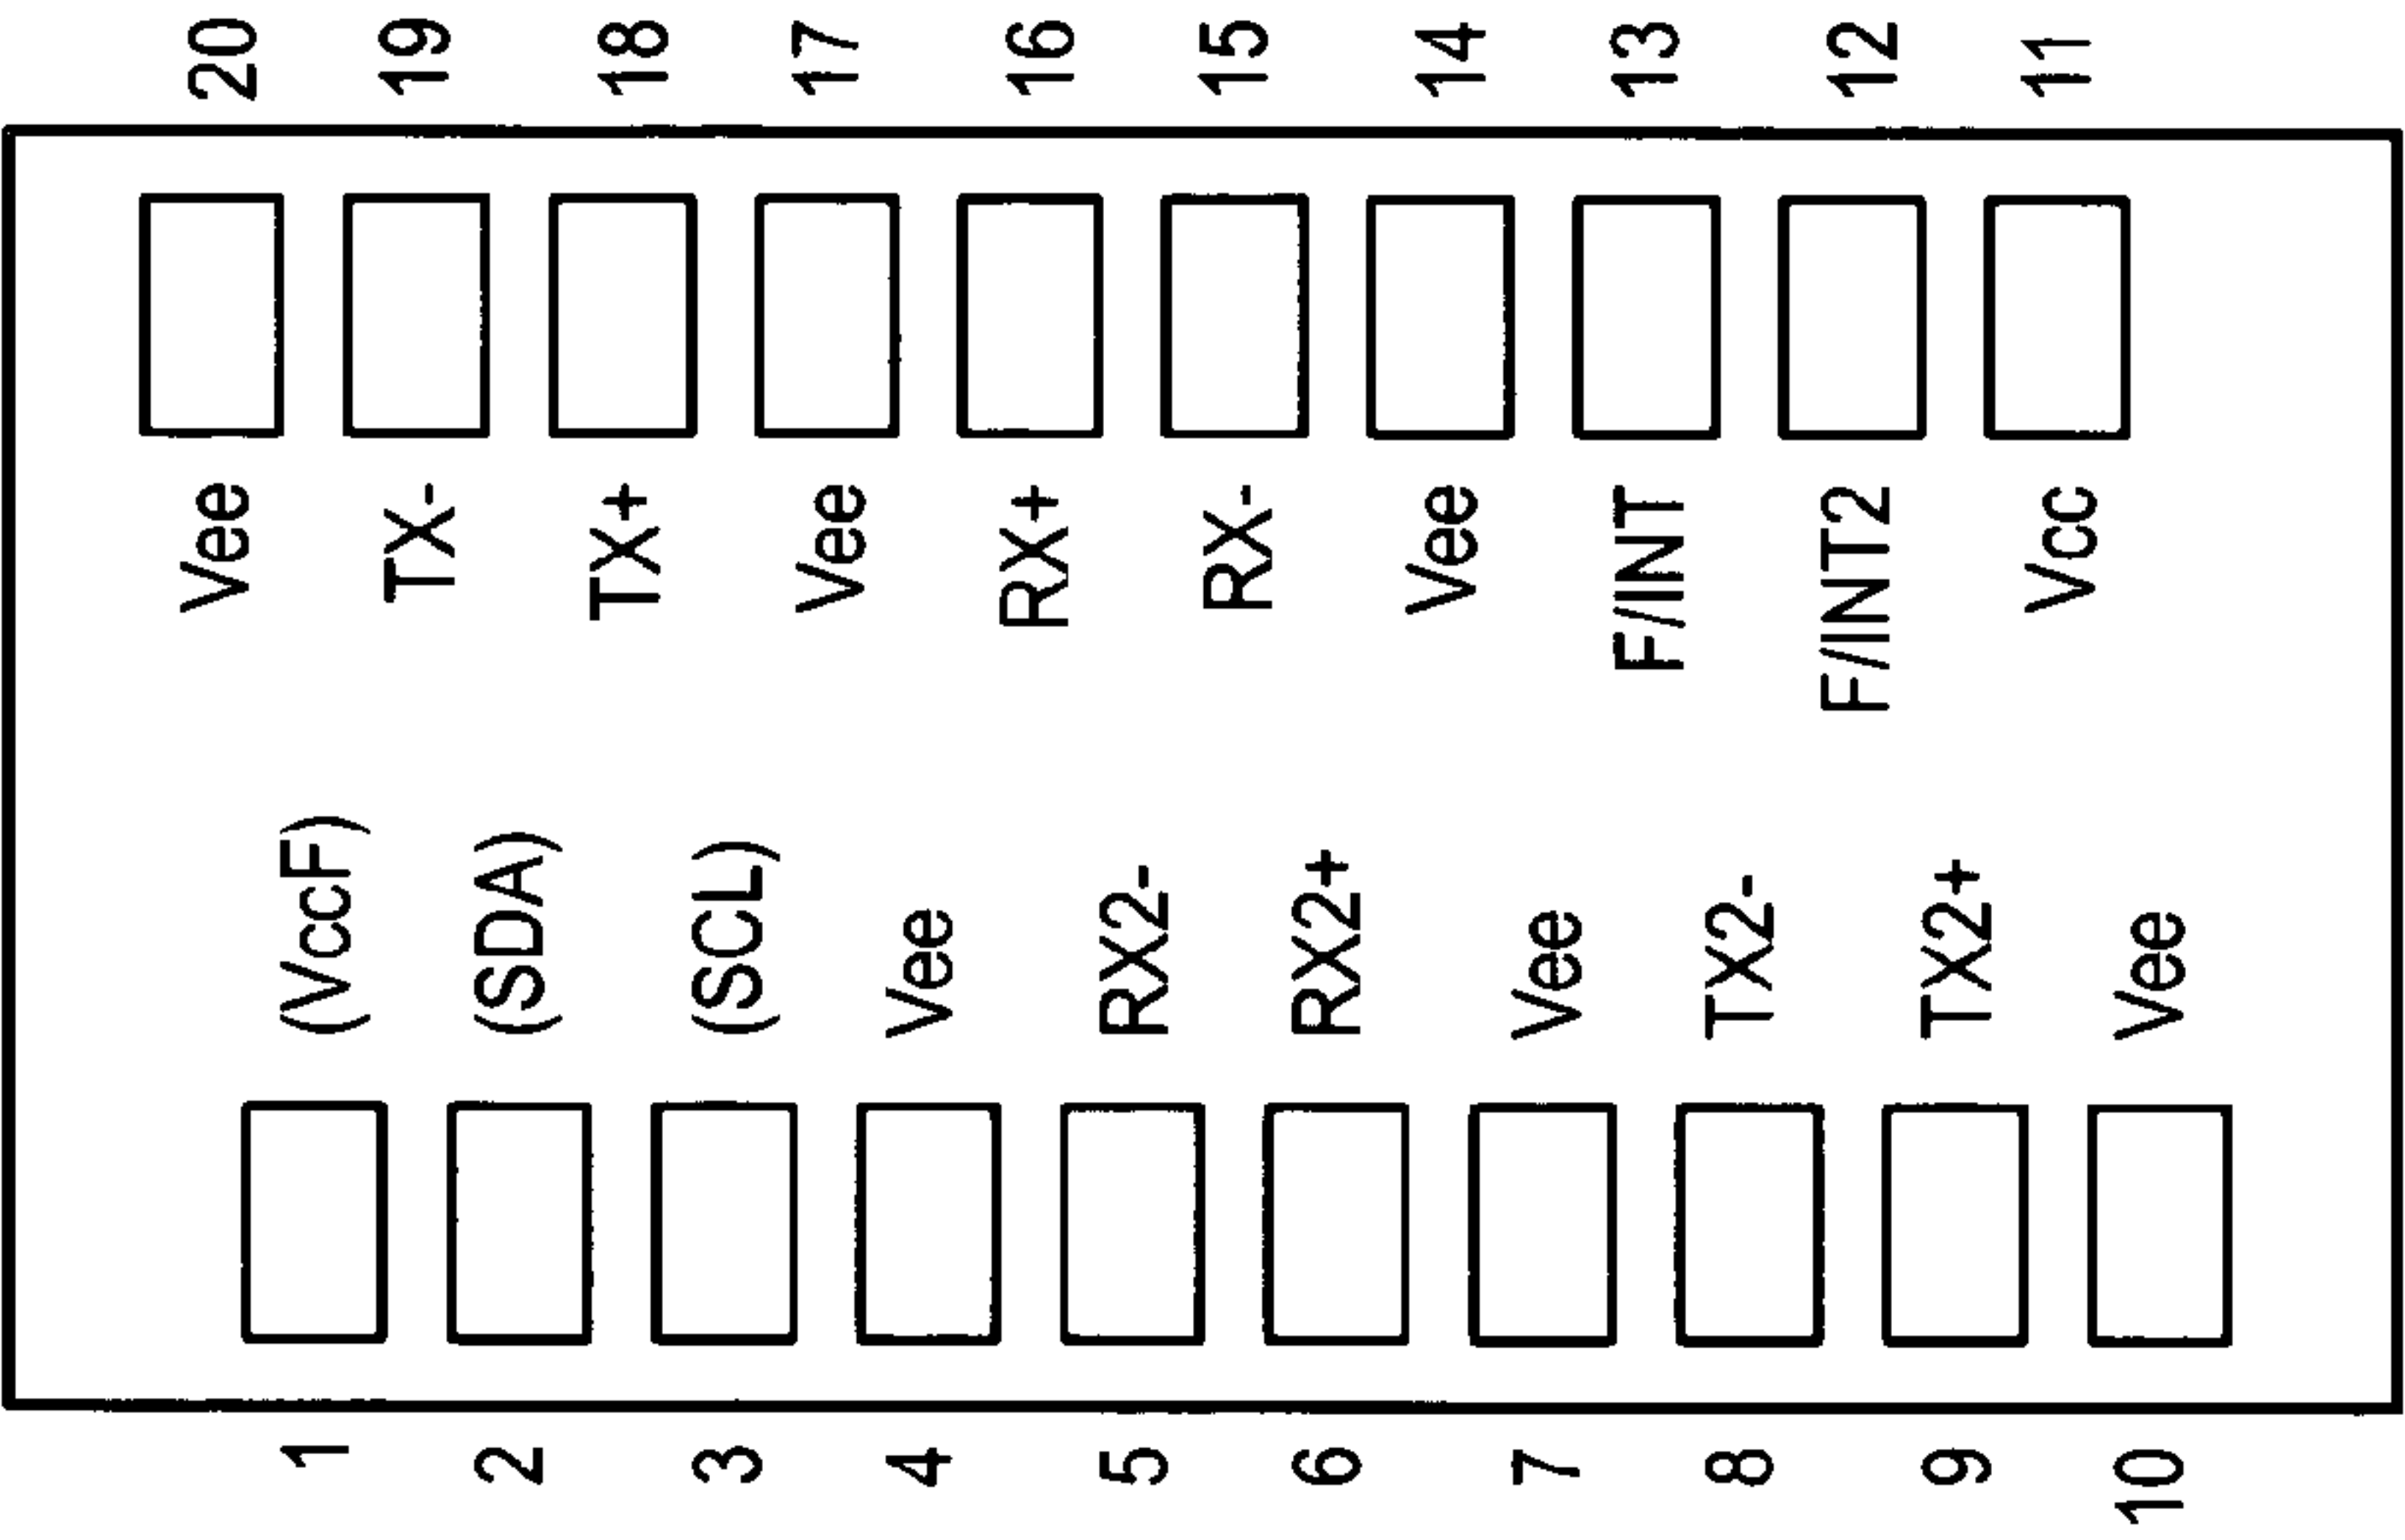 20 19 18 17 16 15 14 13 12 11
Vee TX- TX+ Vee RX+ RX- Vee F/INT F/INT2 Vcc
(VccF) (SDA) (SCL) Vee RX2- RX2+ Vee TX2- TX2+ Vee
1 2 3 4 5 6 7 8 9 10